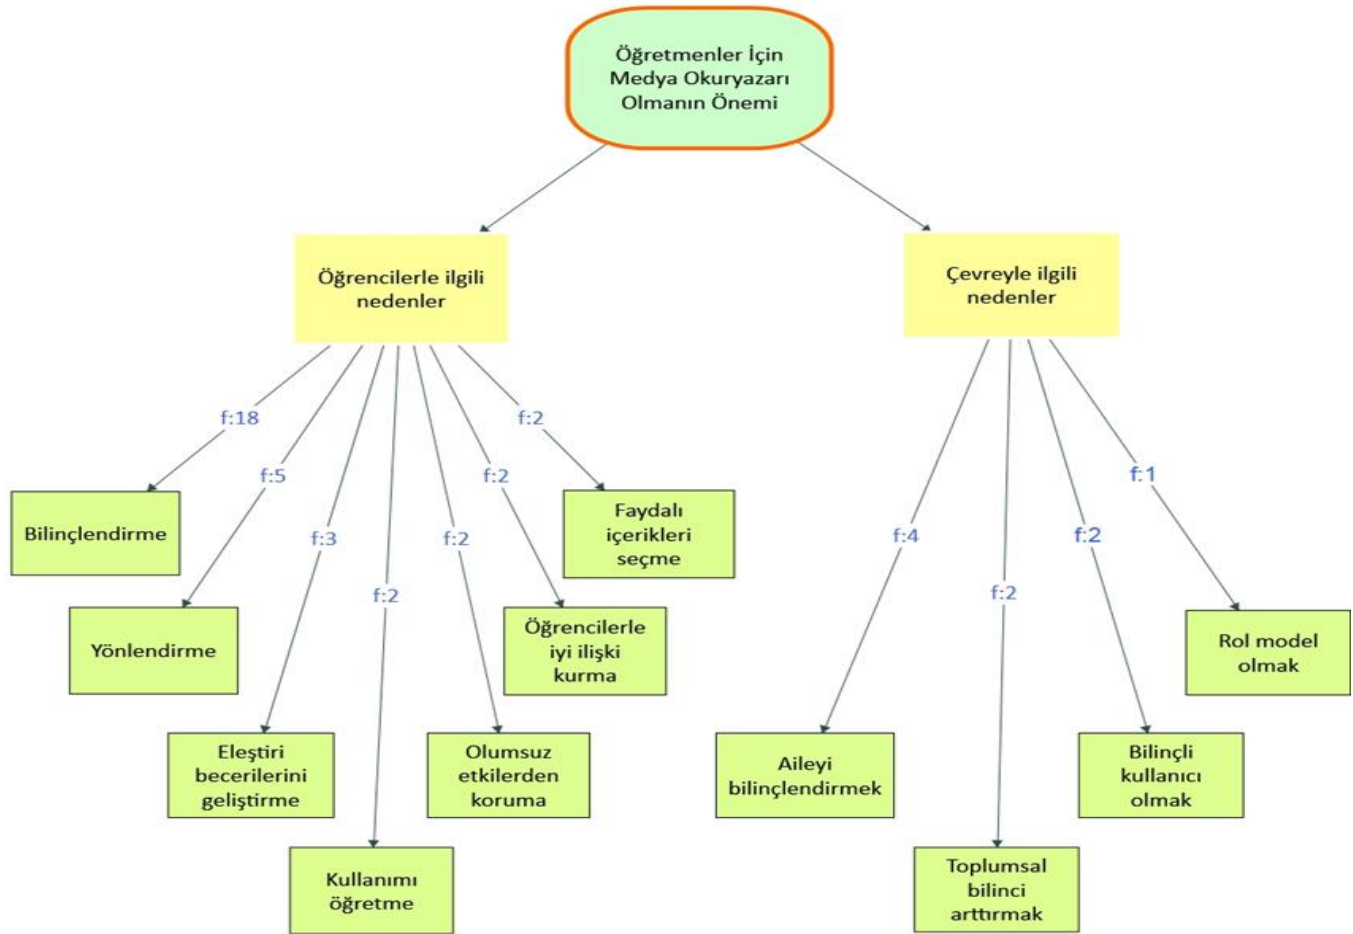 Öğretmenler İçin
Medya Okuryazarı
Olmanın Önemi
Öğrencilerle ilgili
nedenler
Çevreyle ilgili
nedenler
f:18
f:5
f:3
f:2
f:2
f:2
f:2
f:4
f:2
f:2
f:1
Bilinçlendirme
Yönlendirme
Eleştiri
becerilerini
geliştirme
Kullanımı
öğretme
Olumsuz
etkilerden
koruma
Öğrencilerle
iyi ilişki
kurma
Faydalı
içerikleri
seçme
Aileyi
bilinçlendirmek
Toplumsal
bilinci
arttırmak
Bilinçli
kullanıcı
olmak
Rol model
olmak